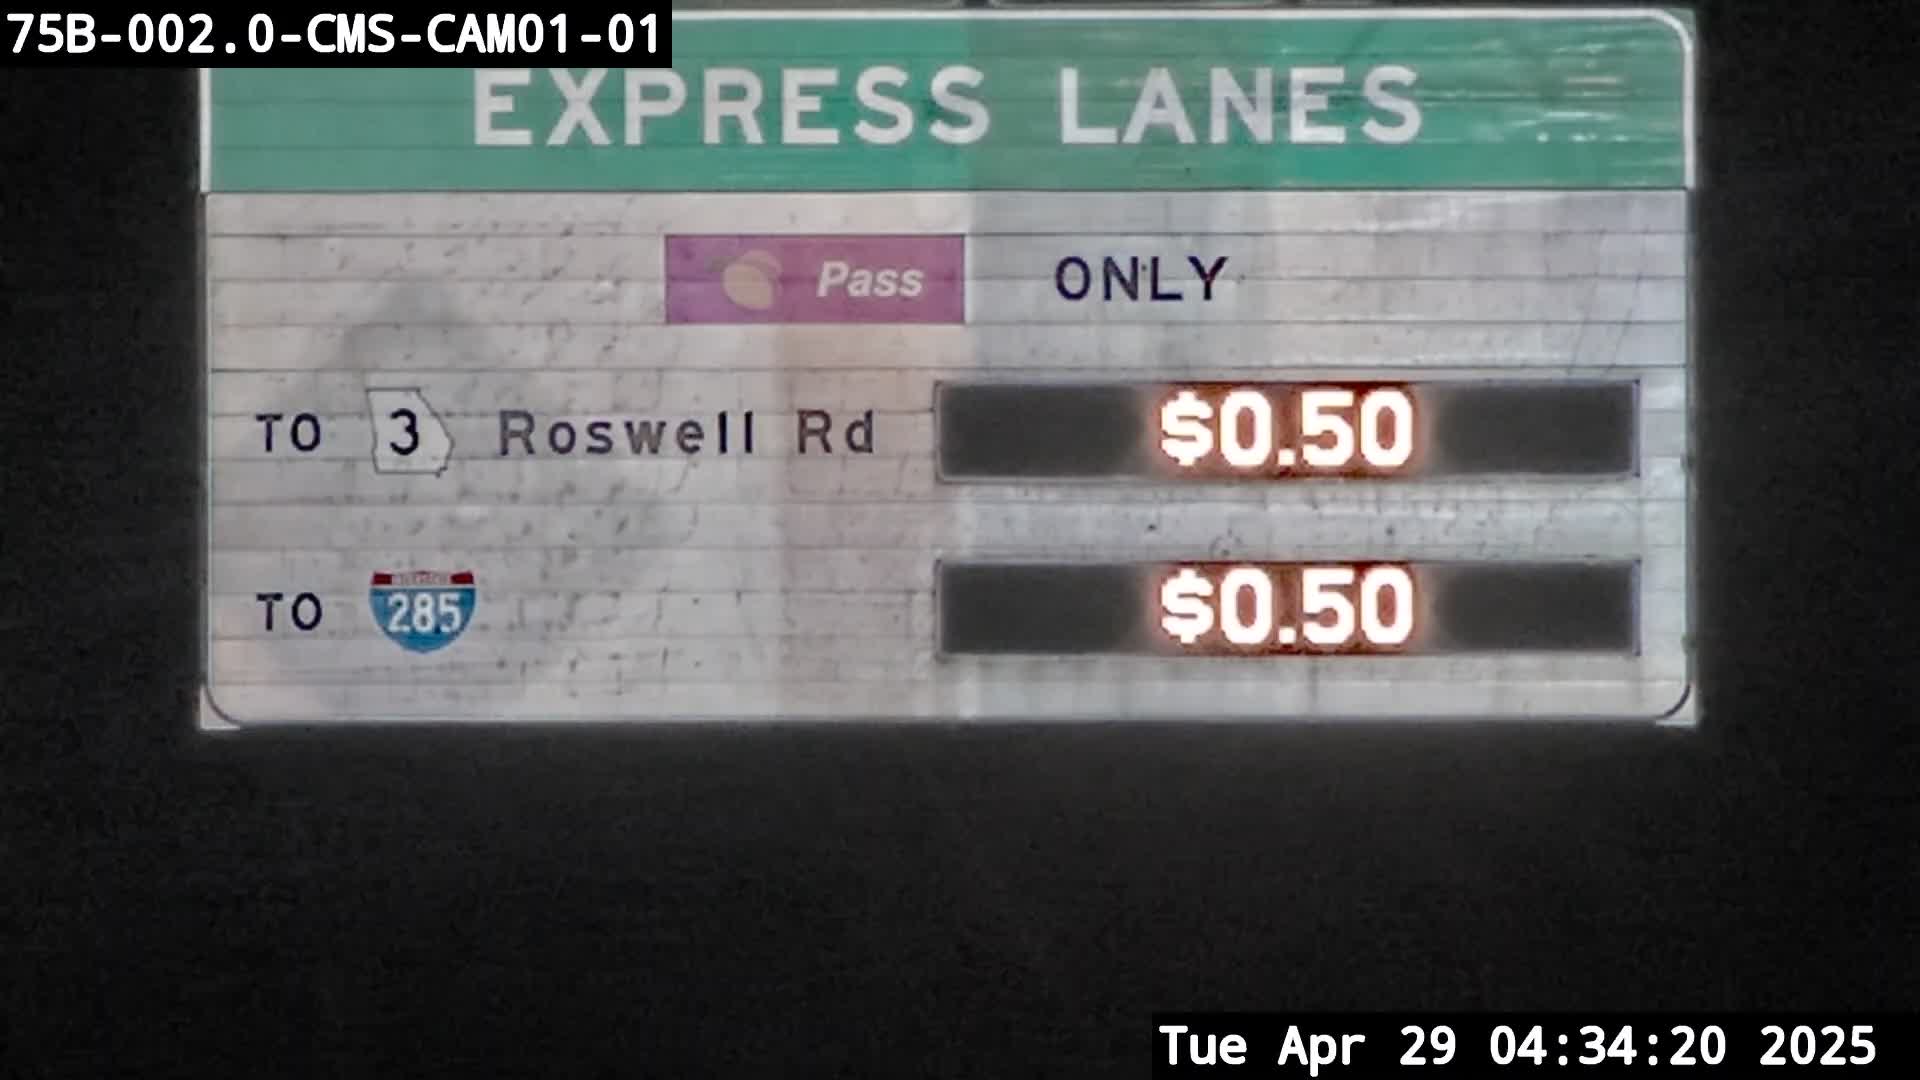 75B-002.0-CMS-CAM01-01
EXPRESS LANES
Pass ONLY
TO 3 Roswell Rd $0.50
TO 285 $0.50
Tue Apr 29 04:34:20 2025